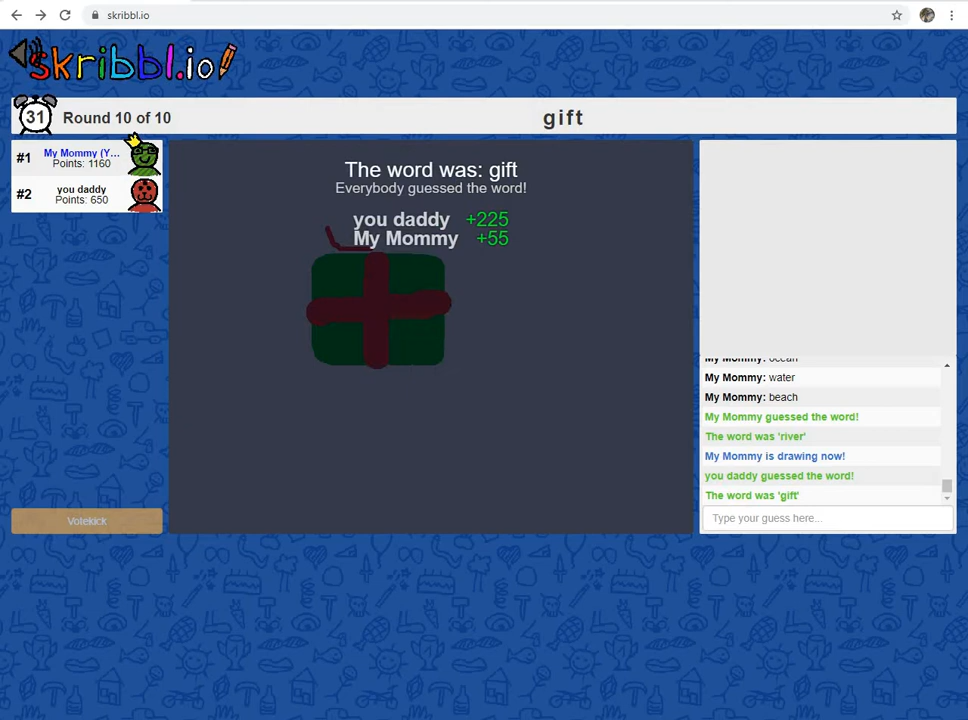 skribbl.io
skribbl.io
31
Round 10 of 10
gift
#1
My Mommy (Y...
Points: 1160
#2
you daddy
Points: 650
The word was: gift
Everybody guessed the word!
you daddy +225
My Mommy +55
My Mommy: ocean
My Mommy: water
My Mommy: beach
My Mommy guessed the word!
The word was 'river'
My Mommy is drawing now!
you daddy guessed the word!
The word was 'gift'
Votekick
Type your guess here...